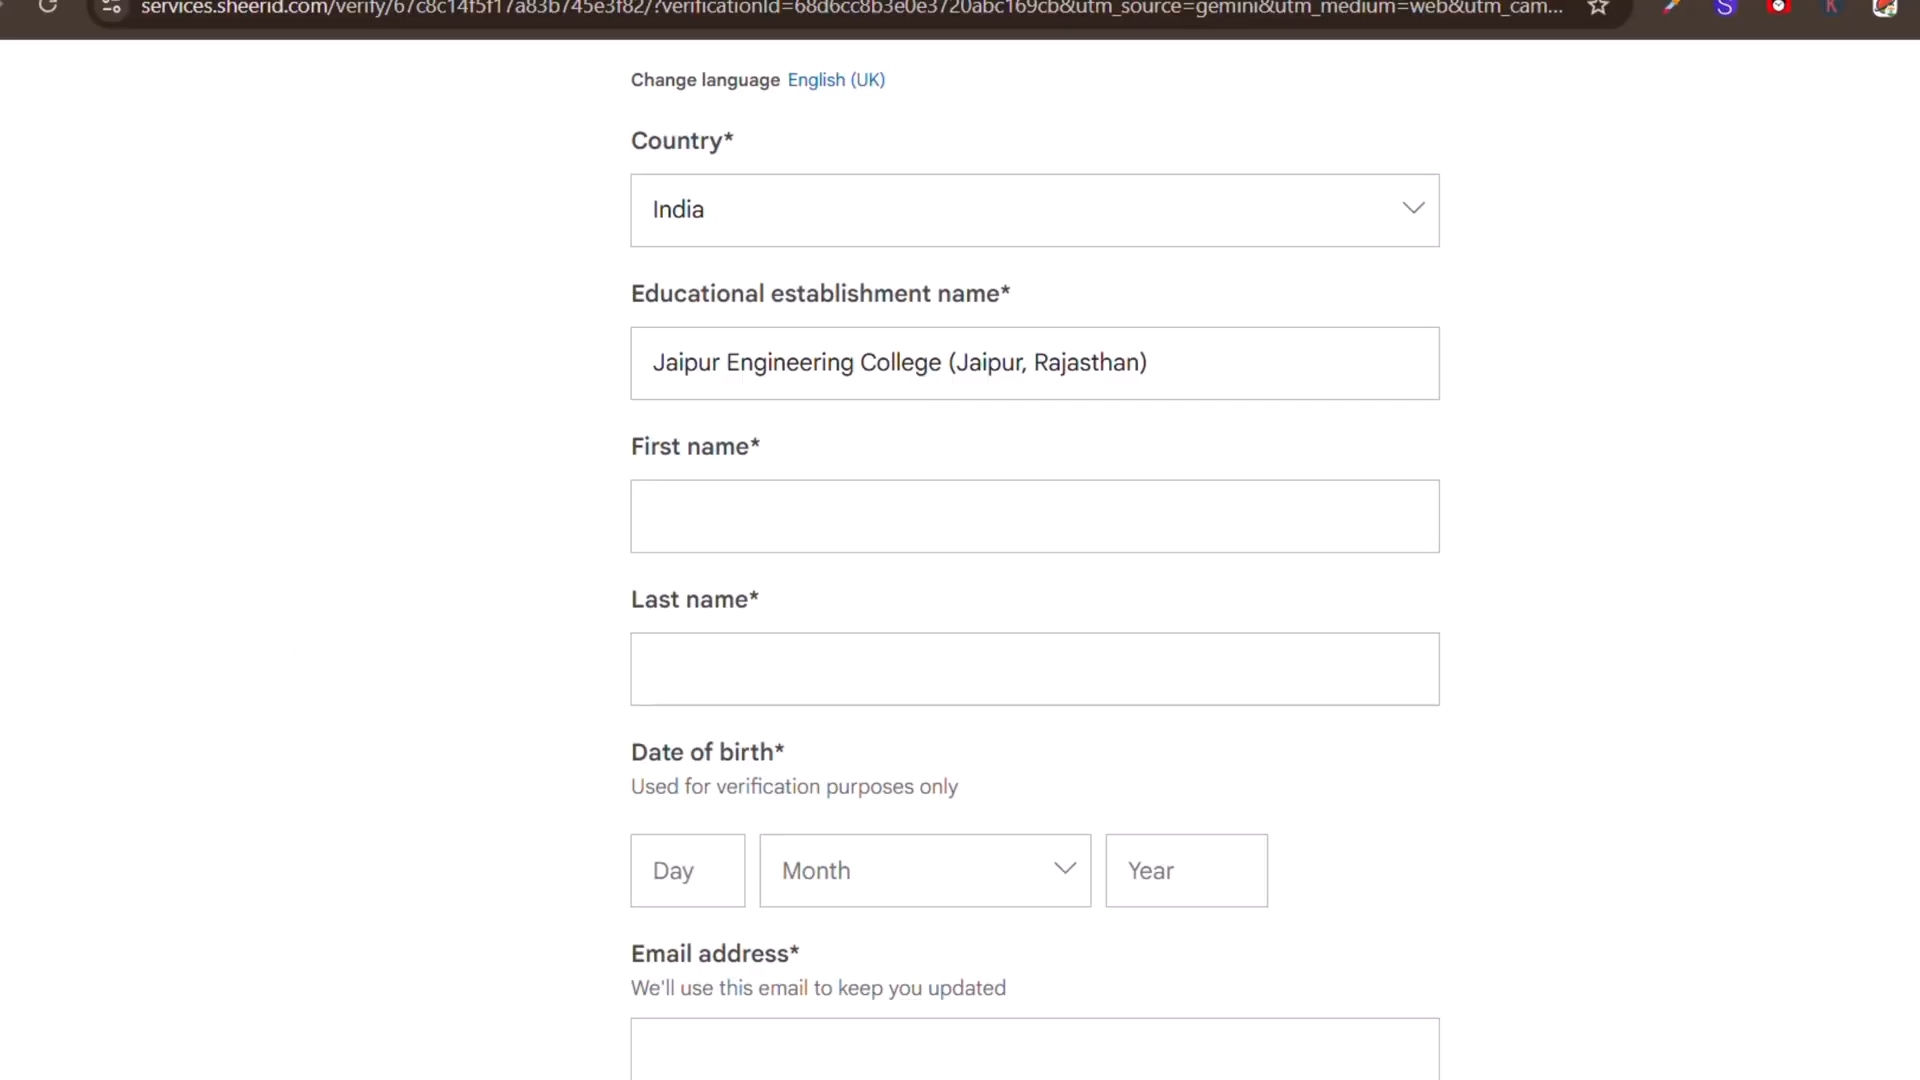 services.sheerid.com/verify/67c8c14f5f17a83b745e3f82/?verificationId=68d6cc8b3e0e3720abc169cb&utm_source=gemini&utm_medium=web&utm_cam...
Change language English (UK)
Country*
India
Educational establishment name*
Jaipur Engineering College (Jaipur, Rajasthan)
First name*
Last name*
Date of birth*
Used for verification purposes only
Day Month Year
Email address*
We'll use this email to keep you updated